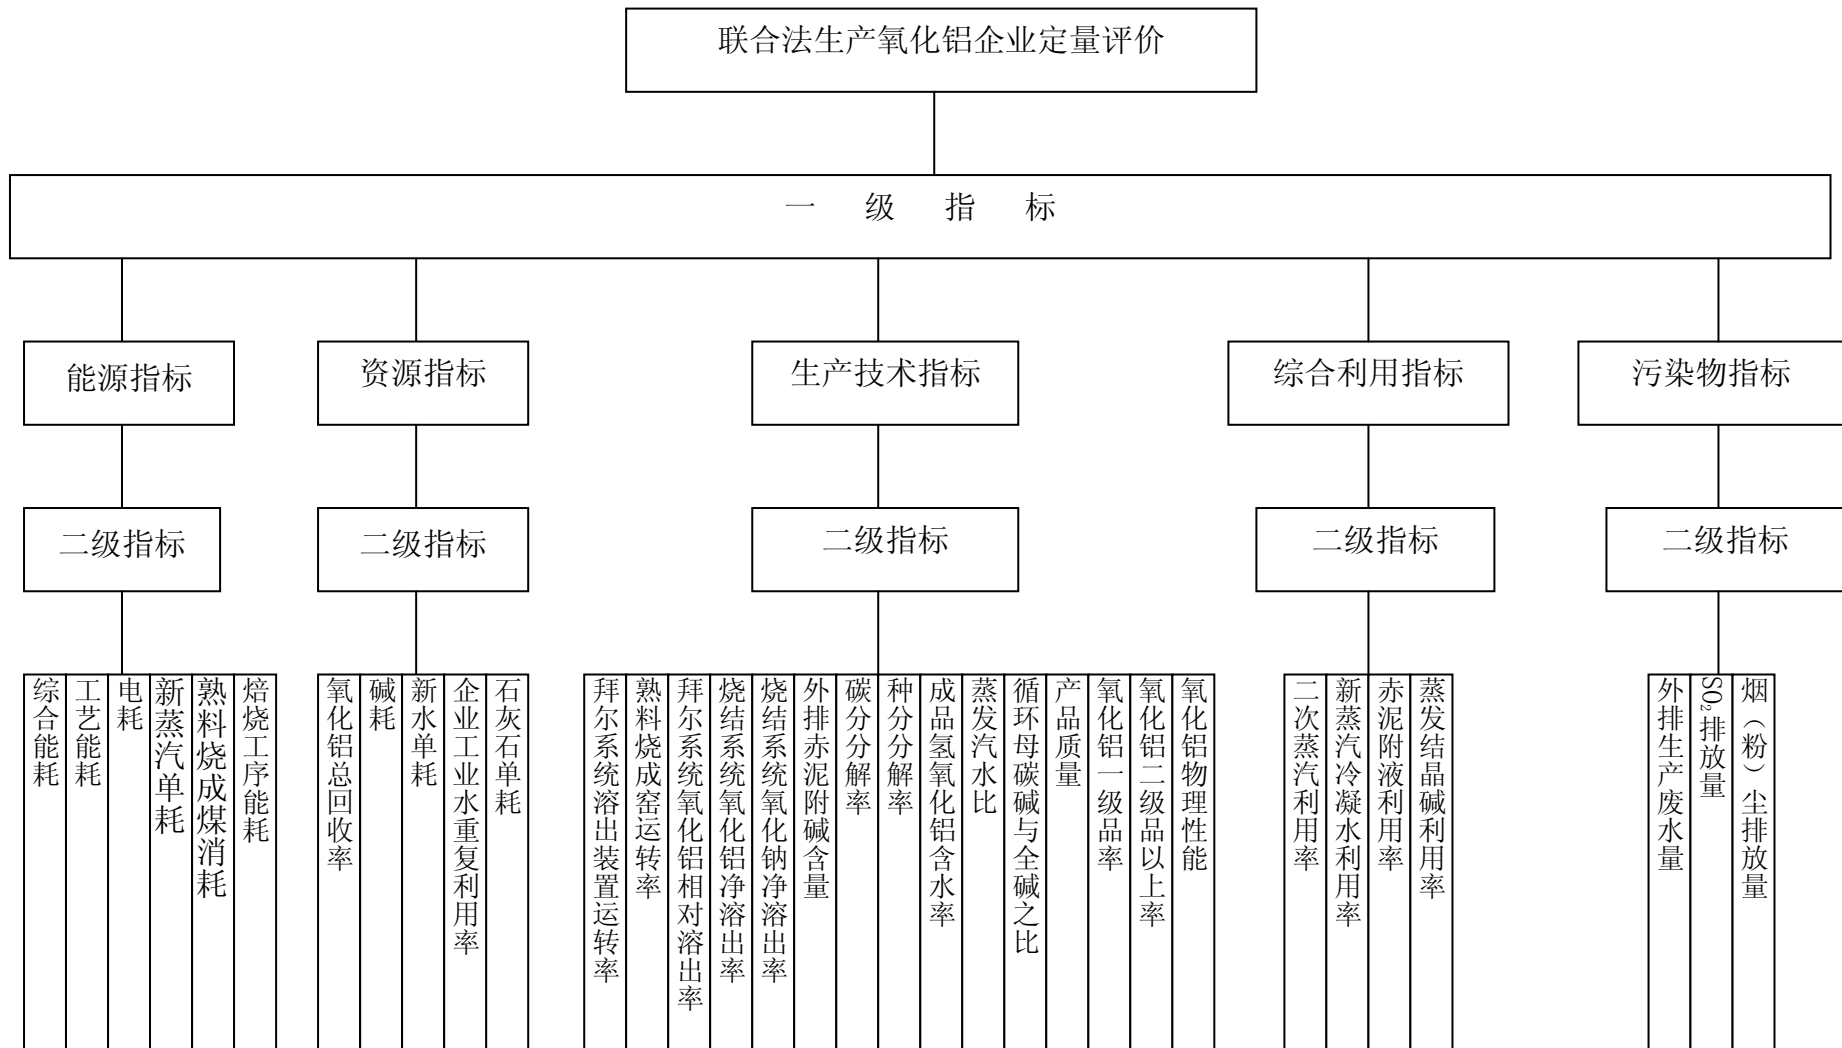 联合法生产氧化铝企业定量评价
一级指标
能源指标
资源指标
生产技术指标
综合利用指标
污染物指标
二级指标
二级指标
二级指标
二级指标
二级指标
综合能耗
工艺能耗
电耗
新蒸汽单耗
熟料烧成煤消耗
焙烧工序能耗
氧化铝总回收率
碱耗
新水单耗
企业工业水重复利用率
石灰石单耗
拜尔系统溶出装置运转率
熟料烧成窑运转率
拜尔系统氧化铝相对溶出率
烧结系统氧化铝净溶出率
烧结系统氧化钠净溶出率
外排赤泥附碱含量
碳分分解率
种分分解率
成品氢氧化铝含水率
蒸发汽水比
循环母碳碱与全碱之比
产品质量
氧化铝一级品率
氧化铝二级品以上率
氧化铝物理性能
二次蒸汽利用率
新蒸汽冷凝水利用率
赤泥附液利用率
蒸发结晶碱利用率
外排生产废水量
SO₂排放量
烟（粉）尘排放量